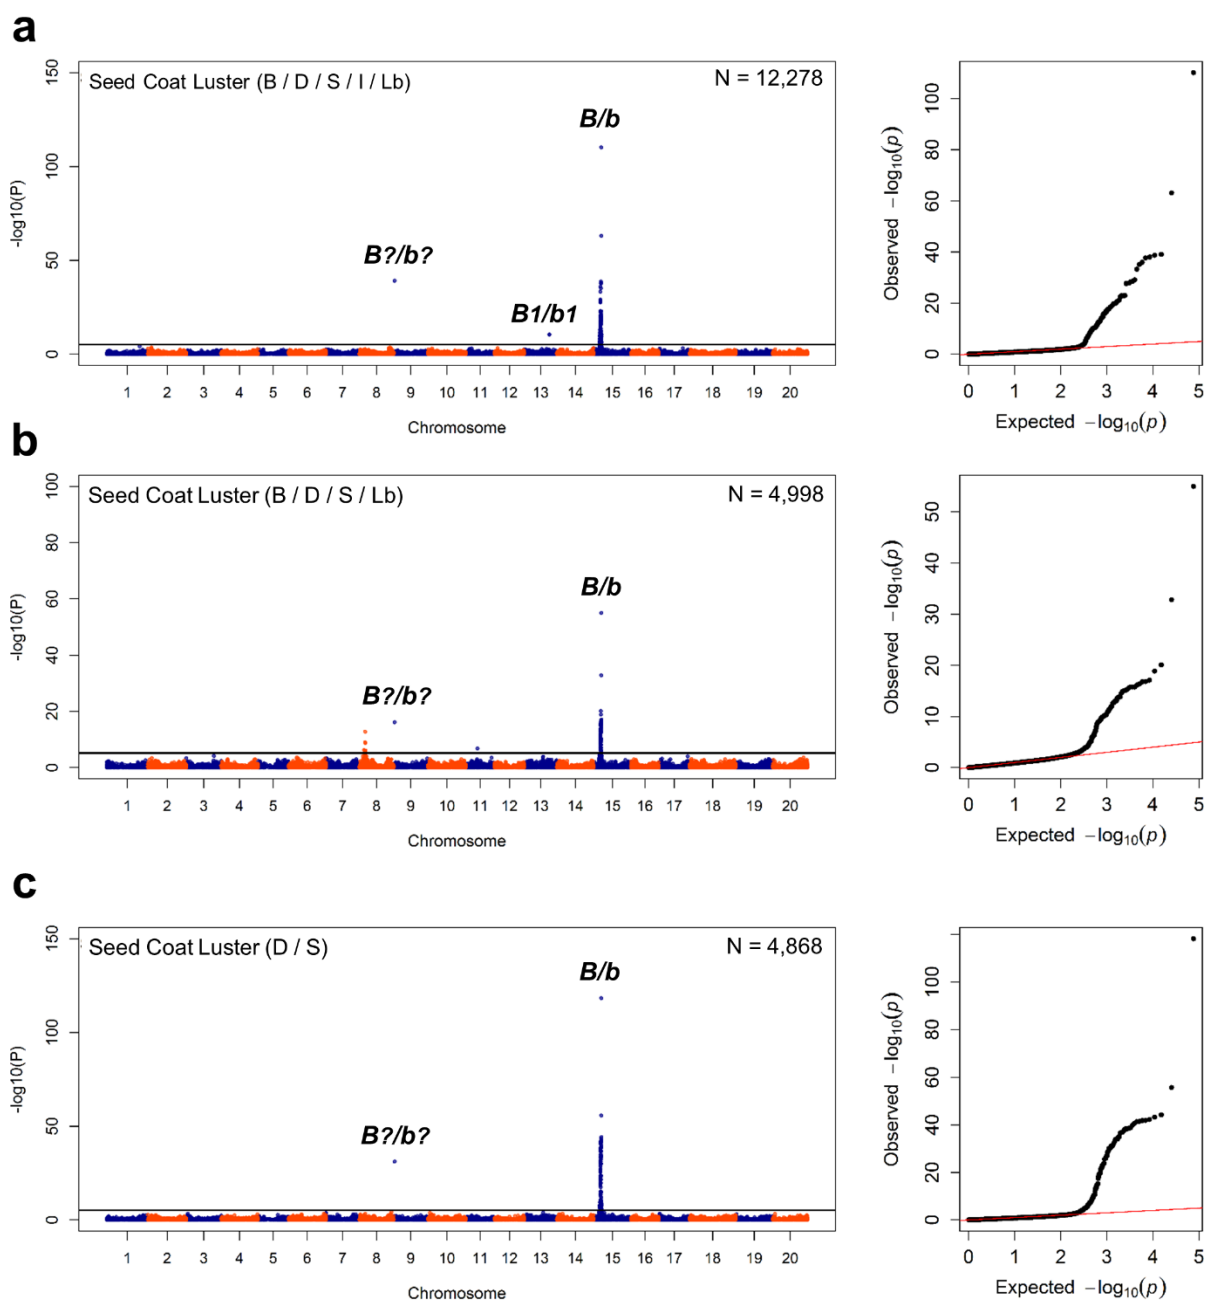 a
Seed Coat Luster (B / D / S / I / Lb)
N = 12,278
B/b
B?/b?
B1/b1
-log10(P)
0 50 100 150
1 2 3 4 5 6 7 8 9 10 11 12 13 14 15 16 17 18 20
Chromosome
Observed −log10(p)
0 20 40 60 80 100
0 1 2 3 4 5
Expected −log10(p)
b
Seed Coat Luster (B / D / S / Lb)
N = 4,998
B/b
B?/b?
-log10(P)
0 20 40 60 80 100
1 2 3 4 5 6 7 8 9 10 11 12 13 14 15 16 17 18 20
Chromosome
Observed −log10(p)
0 10 20 30 40 50
0 1 2 3 4 5
Expected −log10(p)
c
Seed Coat Luster (D / S)
N = 4,868
B/b
B?/b?
-log10(P)
0 50 100 150
1 2 3 4 5 6 7 8 9 10 11 12 13 14 15 16 17 18 20
Chromosome
Observed −log10(p)
0 20 40 60 80 100
0 1 2 3 4 5
Expected −log10(p)